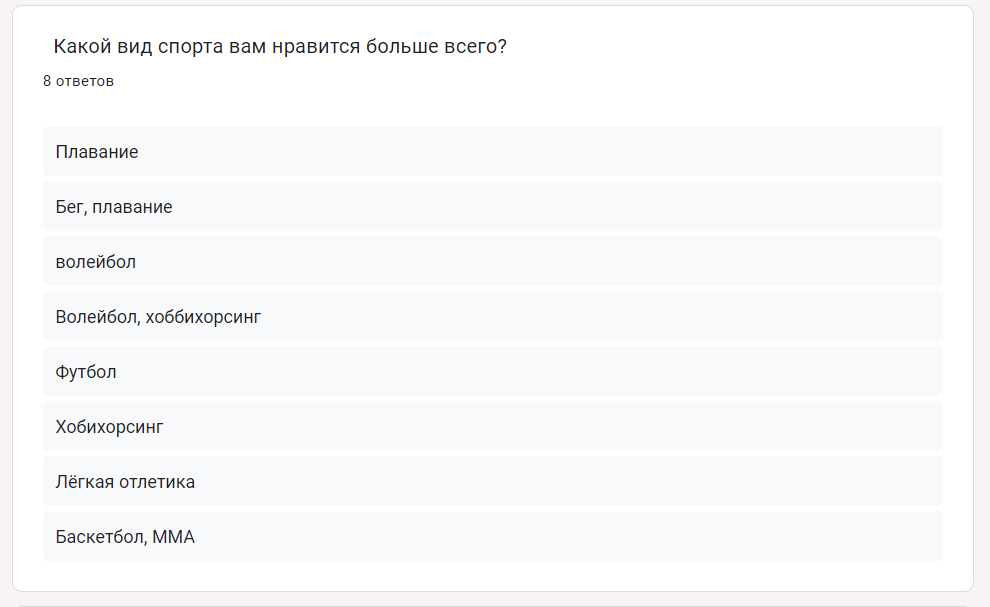 Какой вид спорта вам нравится больше всего?
8 ответов
Плавание
Бег, плавание
волейбол
Волейбол, хоббихорсинг
Футбол
Хобихорсинг
Лёгкая отлетика
Баскетбол, ММА